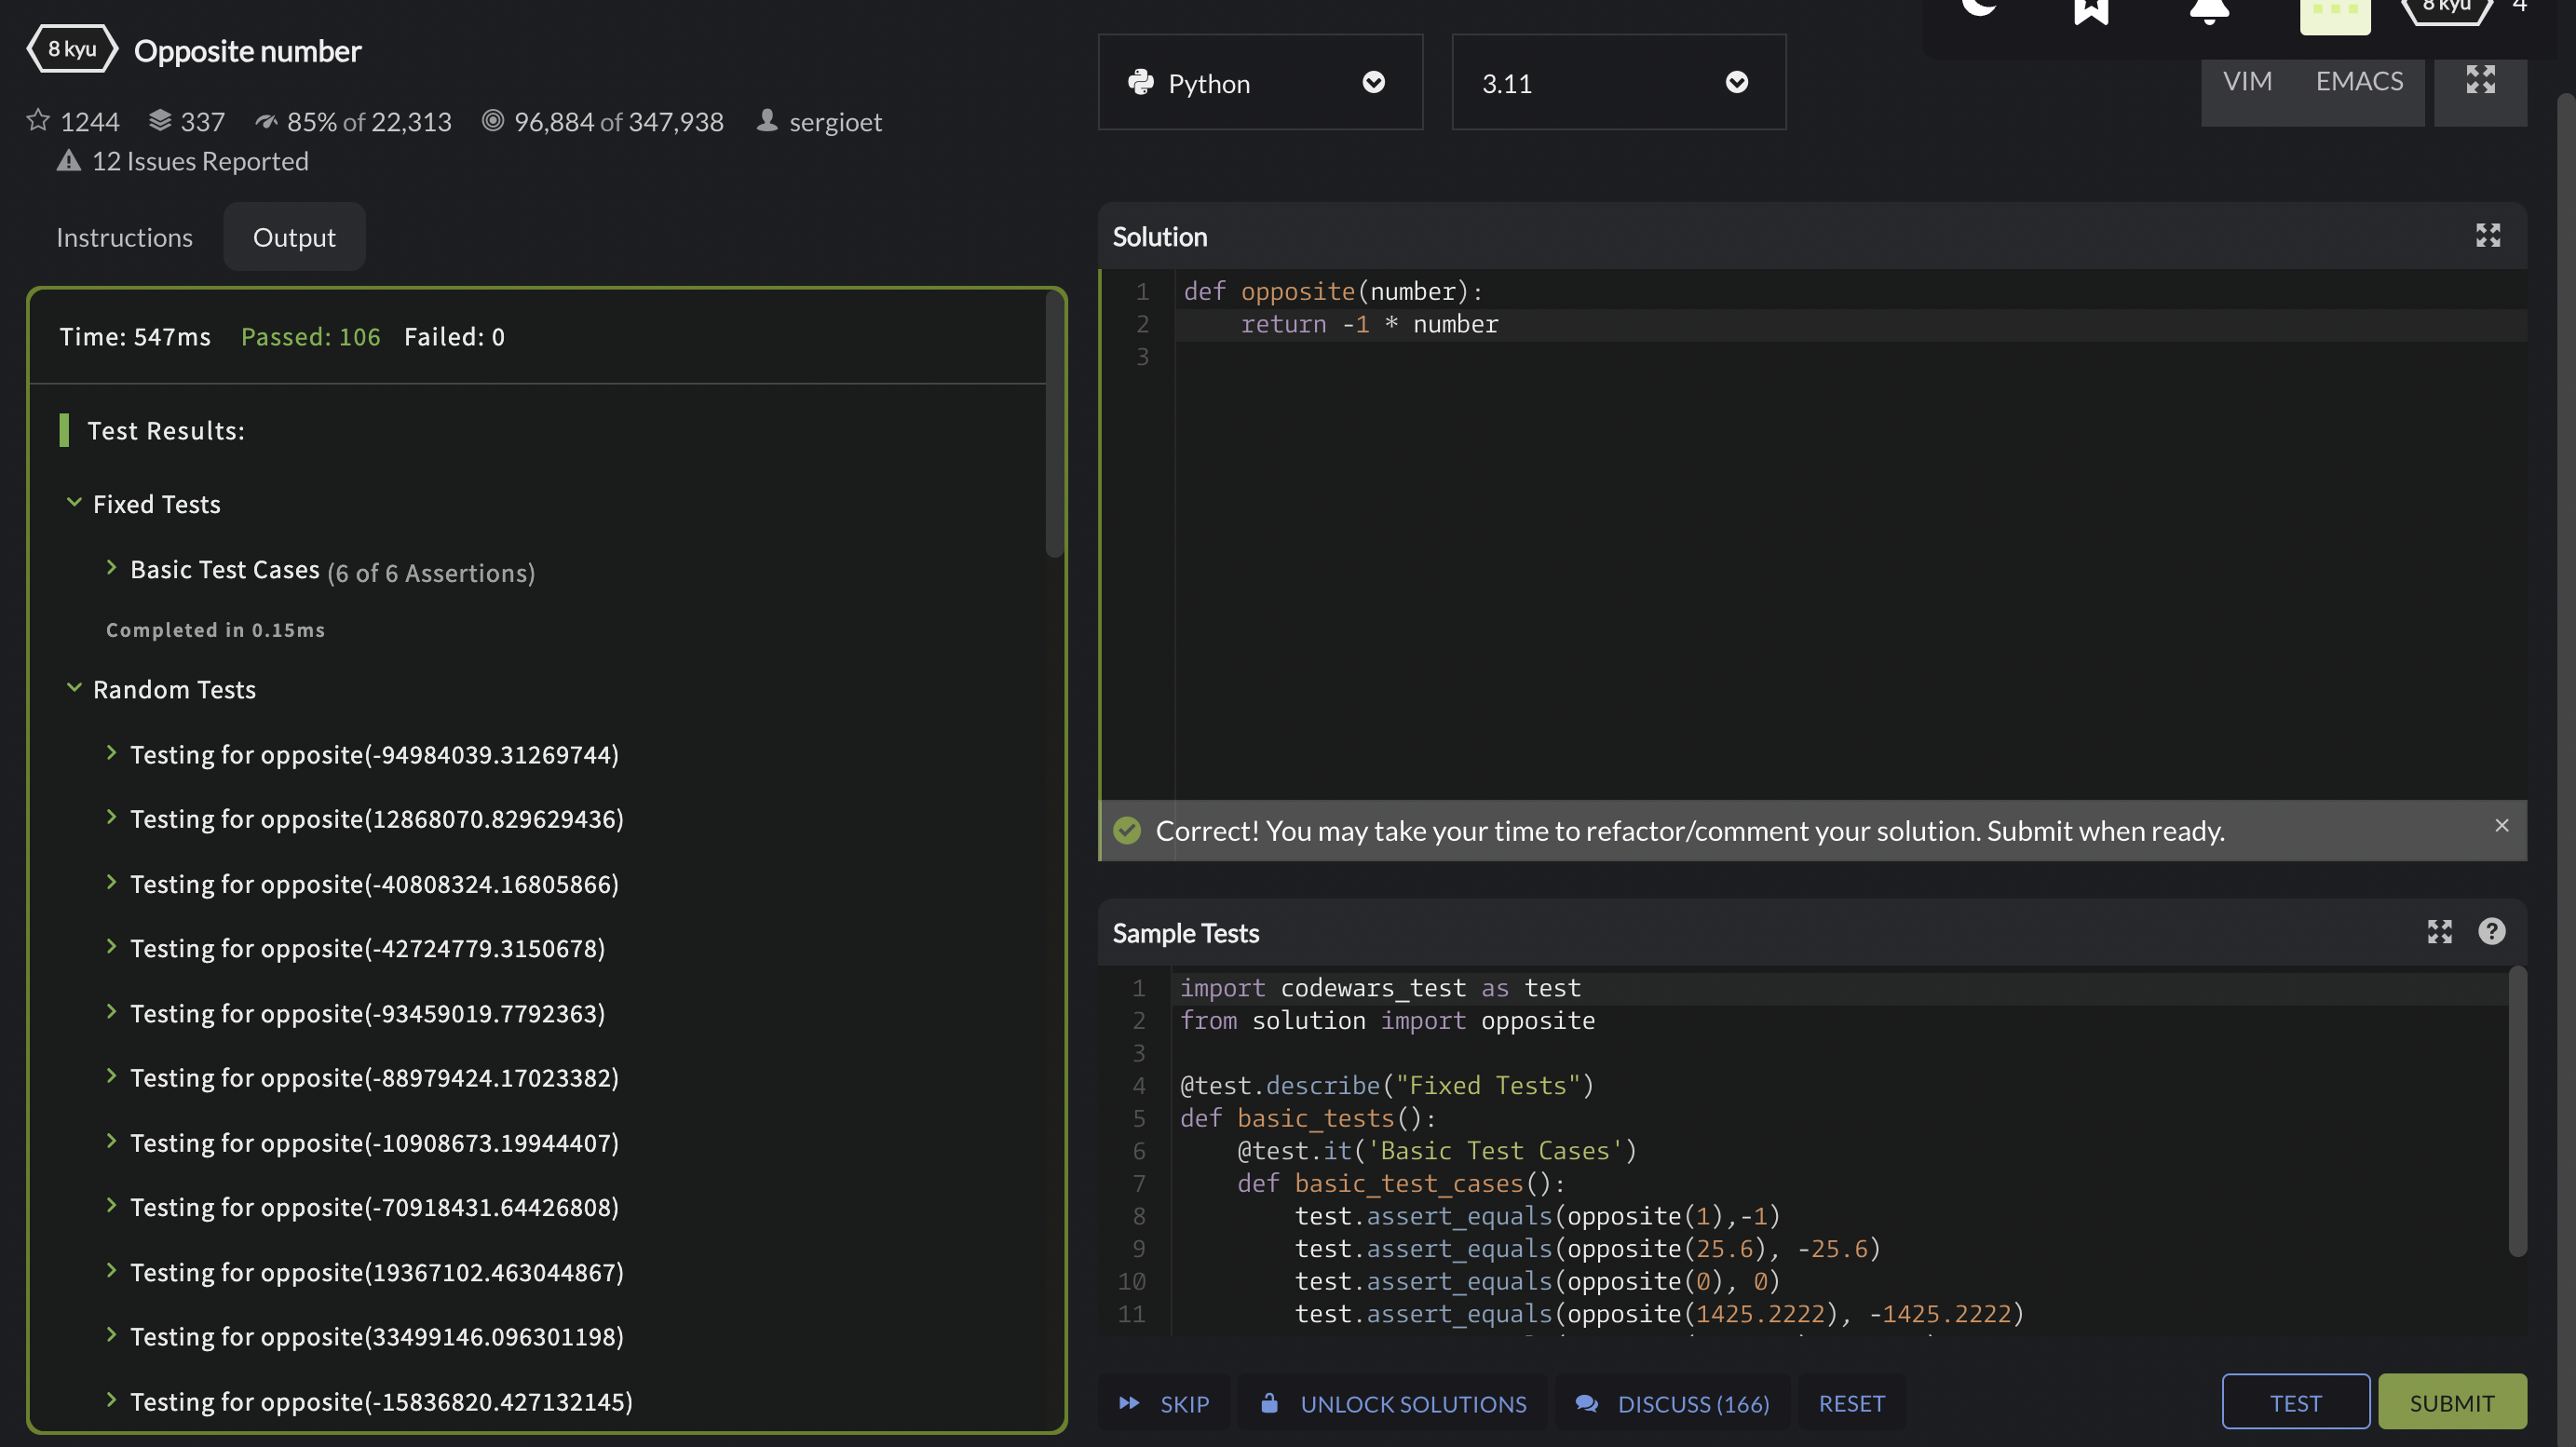 8 kyu Opposite number
1244 337 85% of 22,313 96,884 of 347,938 sergioet
12 Issues Reported
Instructions Output
Time: 547ms Passed: 106 Failed: 0
Test Results:
Fixed Tests
Basic Test Cases (6 of 6 Assertions)
Completed in 0.15ms
Random Tests
Testing for opposite(-94984039.31269744)
Testing for opposite(12868070.829629436)
Testing for opposite(-40808324.16805866)
Testing for opposite(-42724779.3150678)
Testing for opposite(-93459019.7792363)
Testing for opposite(-88979424.17023382)
Testing for opposite(-10908673.19944407)
Testing for opposite(-70918431.64426808)
Testing for opposite(19367102.463044867)
Testing for opposite(33499146.096301198)
Testing for opposite(-15836820.427132145)
8 kyu 4
Python 3.11 VIM EMACS
Solution
1 def opposite(number):
2     return -1 * number
3
Correct! You may take your time to refactor/comment your solution. Submit when ready.
Sample Tests
1 import codewars_test as test
2 from solution import opposite
3
4 @test.describe("Fixed Tests")
5 def basic_tests():
6     @test.it('Basic Test Cases')
7     def basic_test_cases():
8         test.assert_equals(opposite(1),-1)
9         test.assert_equals(opposite(25.6), -25.6)
10         test.assert_equals(opposite(0), 0)
11         test.assert_equals(opposite(1425.2222), -1425.2222)
SKIP UNLOCK SOLUTIONS DISCUSS (166) RESET TEST SUBMIT